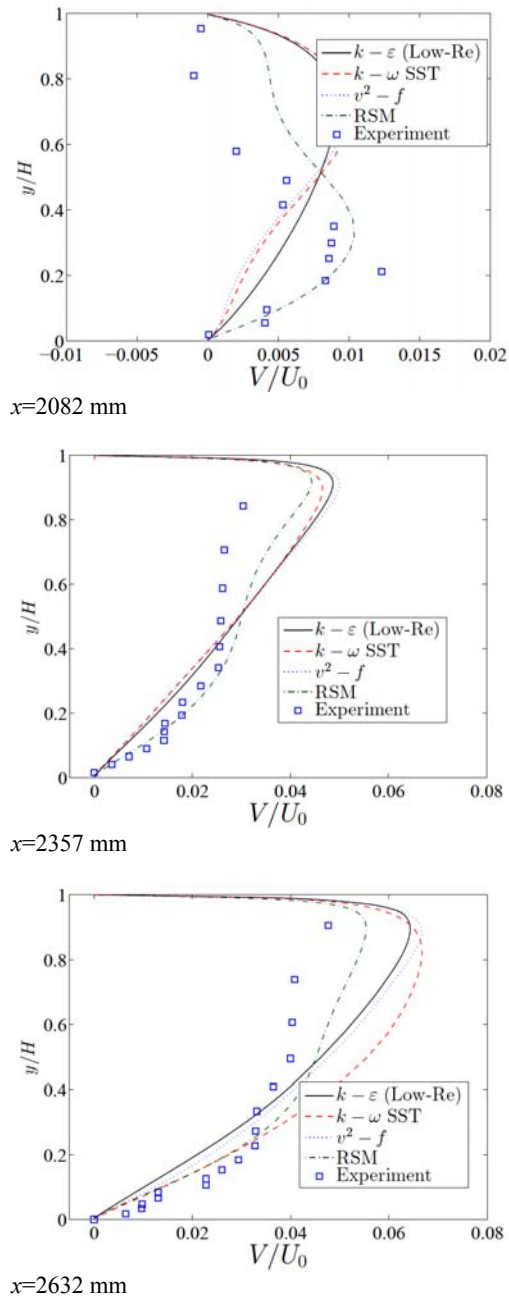 1
0.8
0.6
0.4
0.2
0
y/H
k − ε (Low-Re)
k − ω SST
v² − f
RSM
Experiment
−0.01 −0.005 0 0.005 0.01 0.015 0.02
V/U₀
x=2082 mm
1
0.8
0.6
0.4
0.2
0
y/H
k − ε (Low-Re)
k − ω SST
v² − f
RSM
Experiment
0 0.02 0.04 0.06 0.08
V/U₀
x=2357 mm
1
0.8
0.6
0.4
0.2
0
y/H
k − ε (Low-Re)
k − ω SST
v² − f
RSM
Experiment
0 0.02 0.04 0.06 0.08
V/U₀
x=2632 mm